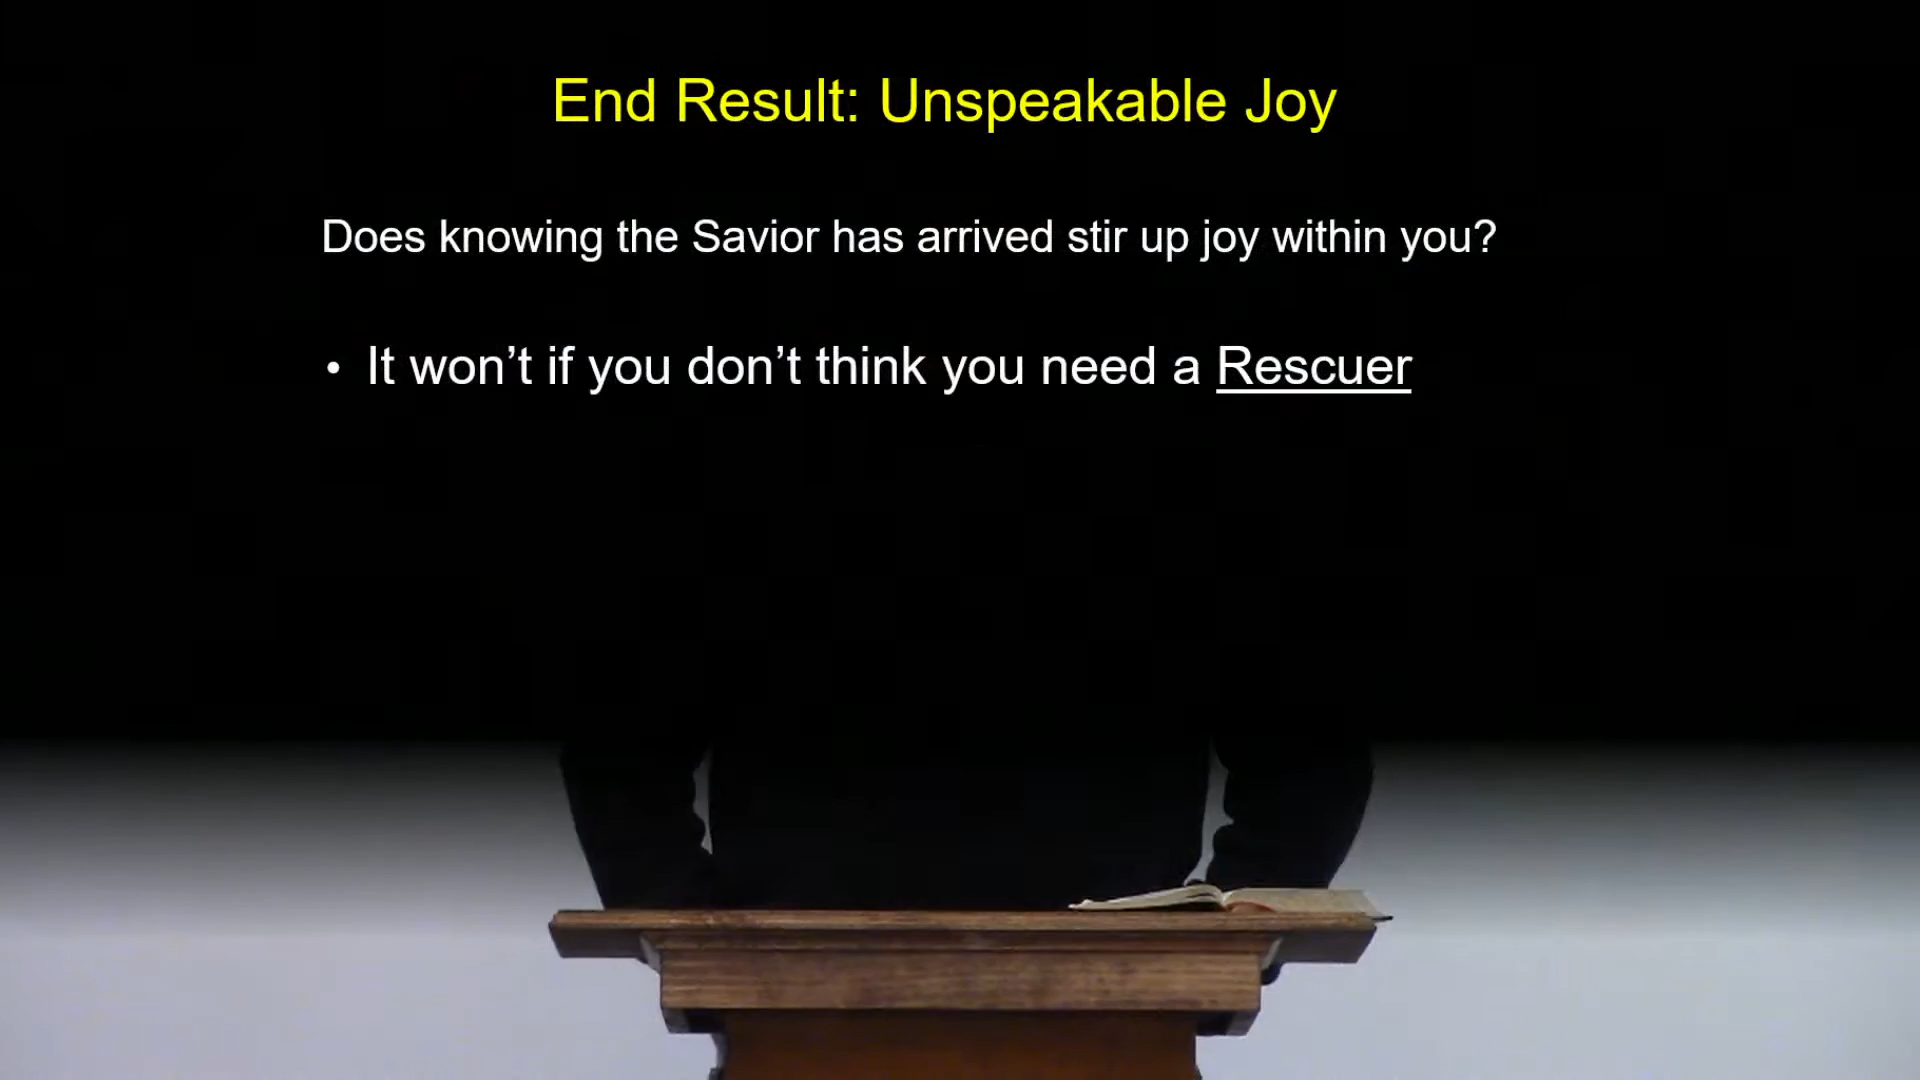 End Result: Unspeakable Joy
Does knowing the Savior has arrived stir up joy within you?
• It won’t if you don’t think you need a Rescuer